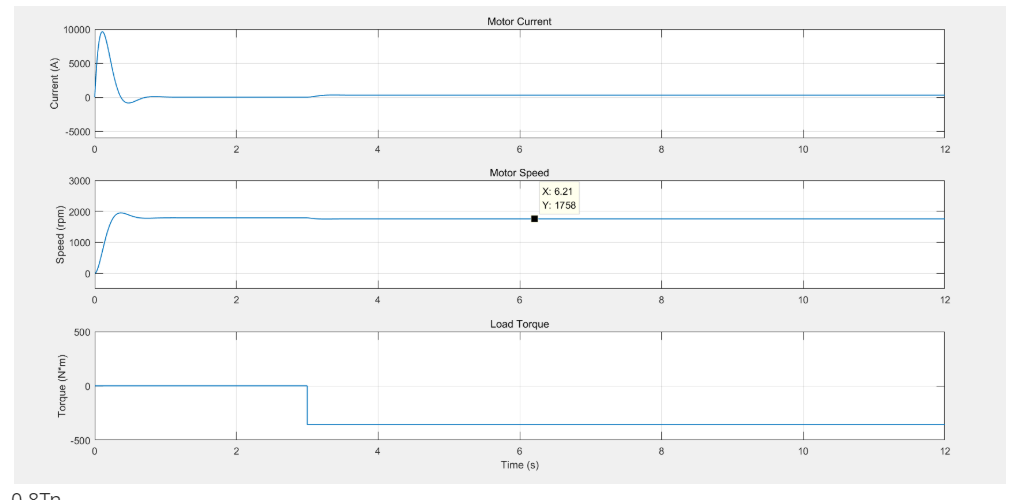 Motor Current
10000
5000
0
-5000
Current (A)
0 2 4 6 8 10 12
Motor Speed
3000
2000
1000
0
Speed (rpm)
X: 6.21
Y: 1758
0 2 4 6 8 10 12
Load Torque
500
0
-500
Torque (N*m)
0 2 4 6 8 10 12
Time (s)
0.8Tn